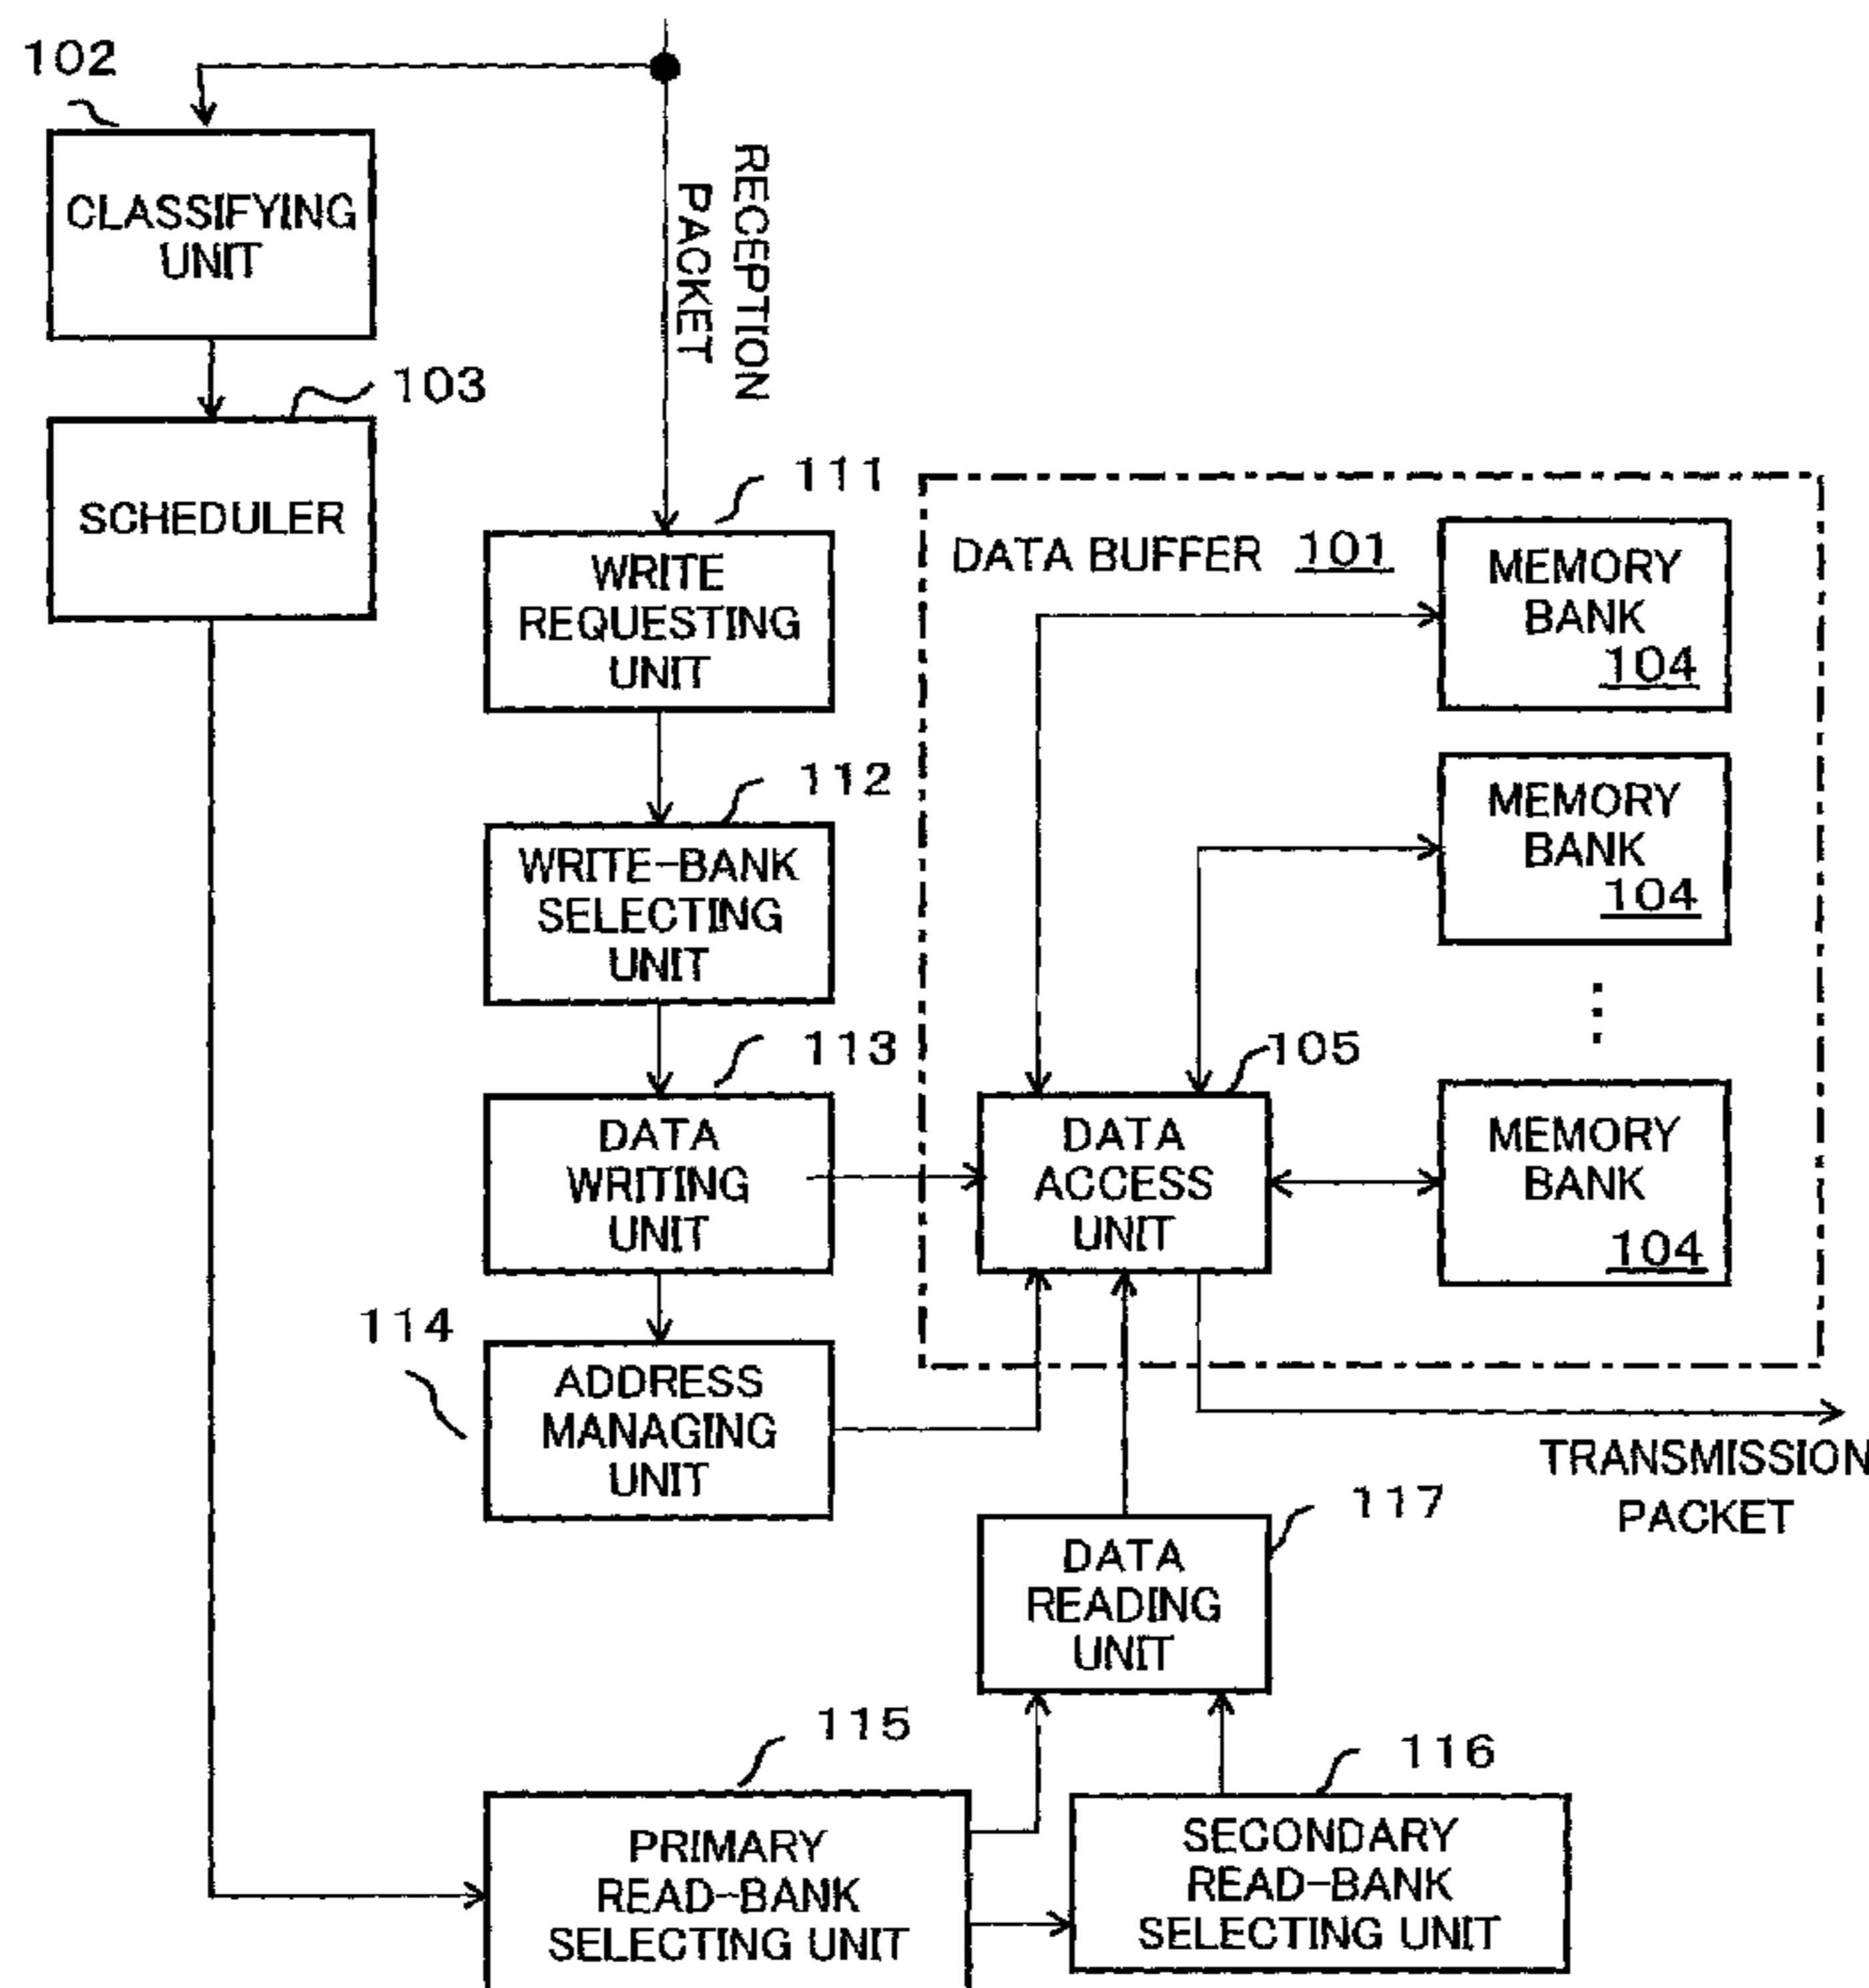 102
CLASSIFYING
UNIT
RECEPTION
PACKET
103
SCHEDULER
111
WRITE
REQUESTING
UNIT
112
WRITE-BANK
SELECTING
UNIT
113
DATA
WRITING
UNIT
114
ADDRESS
MANAGING
UNIT
DATA BUFFER 101
MEMORY
BANK
104
MEMORY
BANK
104
⋮
105
DATA
ACCESS
UNIT
MEMORY
BANK
104
TRANSMISSION
PACKET
117
DATA
READING
UNIT
115
PRIMARY
READ-BANK
SELECTING UNIT
116
SECONDARY
READ-BANK
SELECTING UNIT